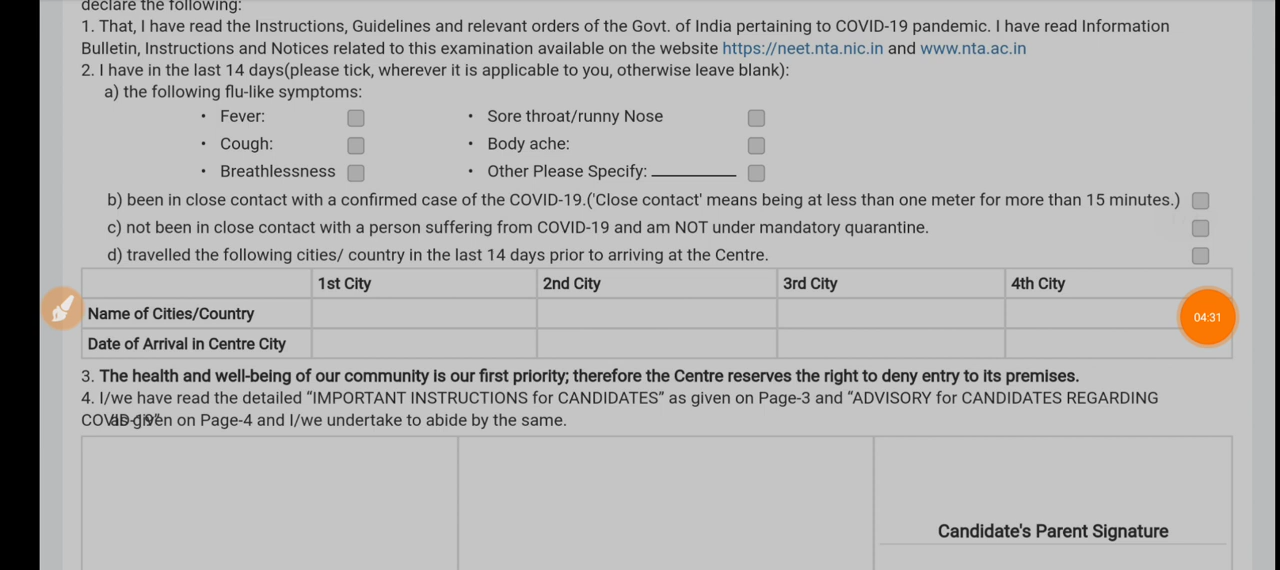 declare the following:
1. That, I have read the Instructions, Guidelines and relevant orders of the Govt. of India pertaining to COVID-19 pandemic. I have read Information
Bulletin, Instructions and Notices related to this examination available on the website https://neet.nta.nic.in and www.nta.ac.in
2. I have in the last 14 days(please tick, wherever it is applicable to you, otherwise leave blank):
a) the following flu-like symptoms:
• Fever: • Sore throat/runny Nose
• Cough: • Body ache:
• Breathlessness • Other Please Specify: _________
b) been in close contact with a confirmed case of the COVID-19.('Close contact' means being at less than one meter for more than 15 minutes.)
c) not been in close contact with a person suffering from COVID-19 and am NOT under mandatory quarantine.
d) travelled the following cities/ country in the last 14 days prior to arriving at the Centre.
1st City 2nd City 3rd City 4th City
Name of Cities/Country
04:31
Date of Arrival in Centre City
3. The health and well-being of our community is our first priority; therefore the Centre reserves the right to deny entry to its premises.
4. I/we have read the detailed “IMPORTANT INSTRUCTIONS for CANDIDATES” as given on Page-3 and “ADVISORY for CANDIDATES REGARDING
COVID-19” as given on Page-4 and I/we undertake to abide by the same.
Candidate's Parent Signature